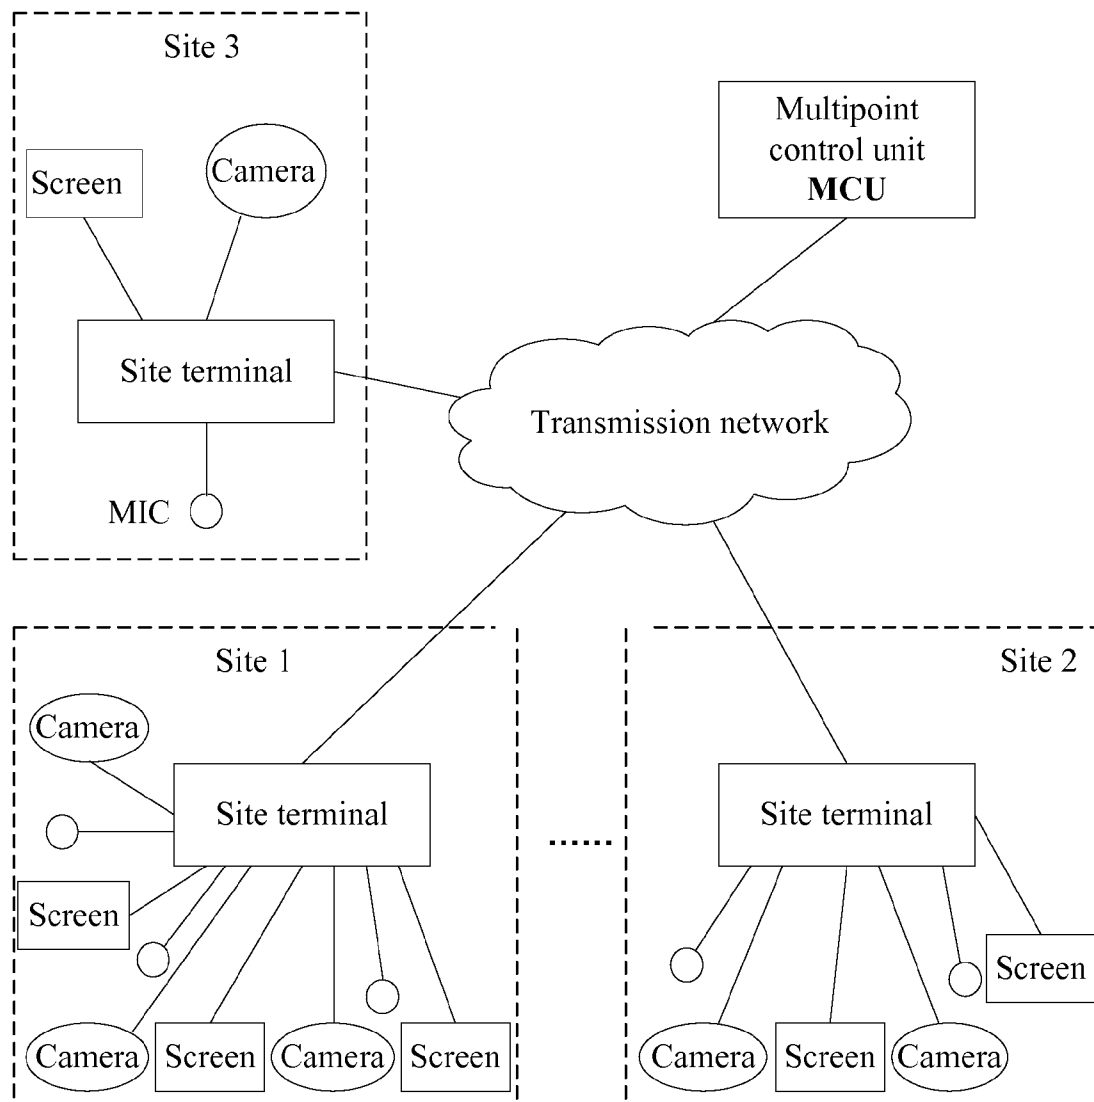 Site 3
Multipoint
control unit
MCU
Screen
Camera
Site terminal
Transmission network
MIC
Site 1
Site 2
Camera
Site terminal
Site terminal
......
Screen
Screen
Camera
Screen
Camera
Screen
Camera
Screen
Camera